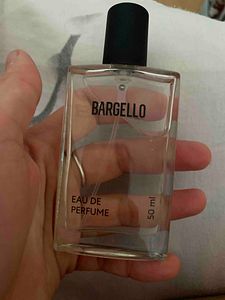 BARGELLO
EAU DE
PERFUME
50 ml